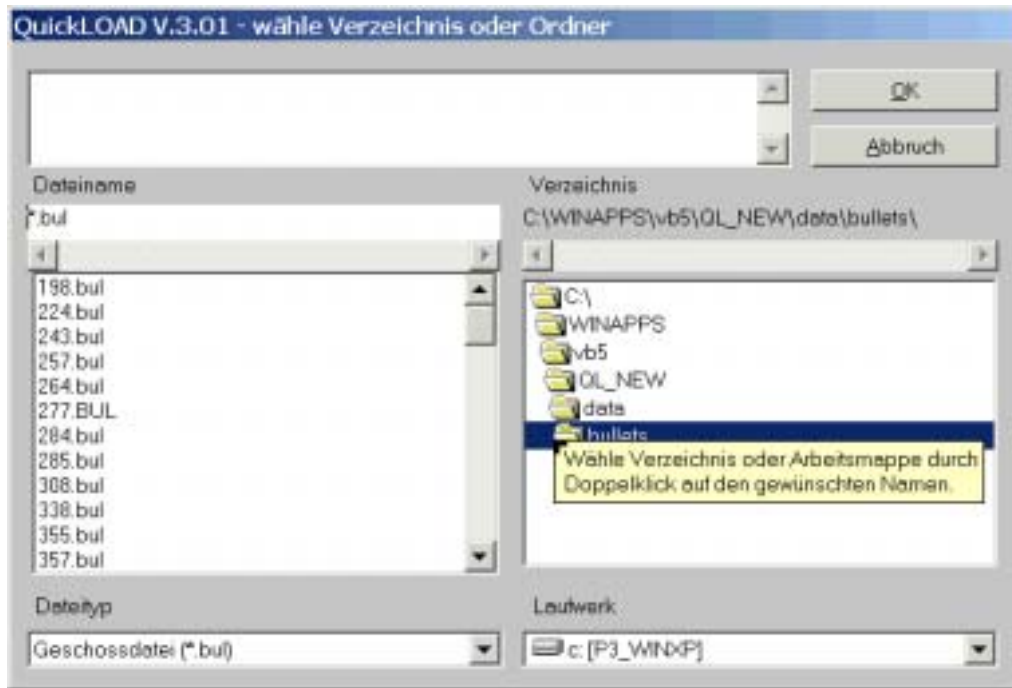 QuickLOAD V.3.01 - wähle Verzeichnis oder Ordner
OK
Abbruch
Dateiname
Verzeichnis
*.bul
C:\WINAPPS\vb5\QL_NEW\data\bullets\
198.bul
224.bul
243.bul
257.bul
264.bul
277.BUL
284.bul
285.bul
308.bul
338.bul
355.bul
357.bul
C:\
WINAPPS
vb5
QL_NEW
data
bullets
Wähle Verzeichnis oder Arbeitsmappe durch
Doppelklick auf den gewünschten Namen.
Dateityp
Laufwerk
Geschossdatei (*.bul)
c: [P3_WINXP]